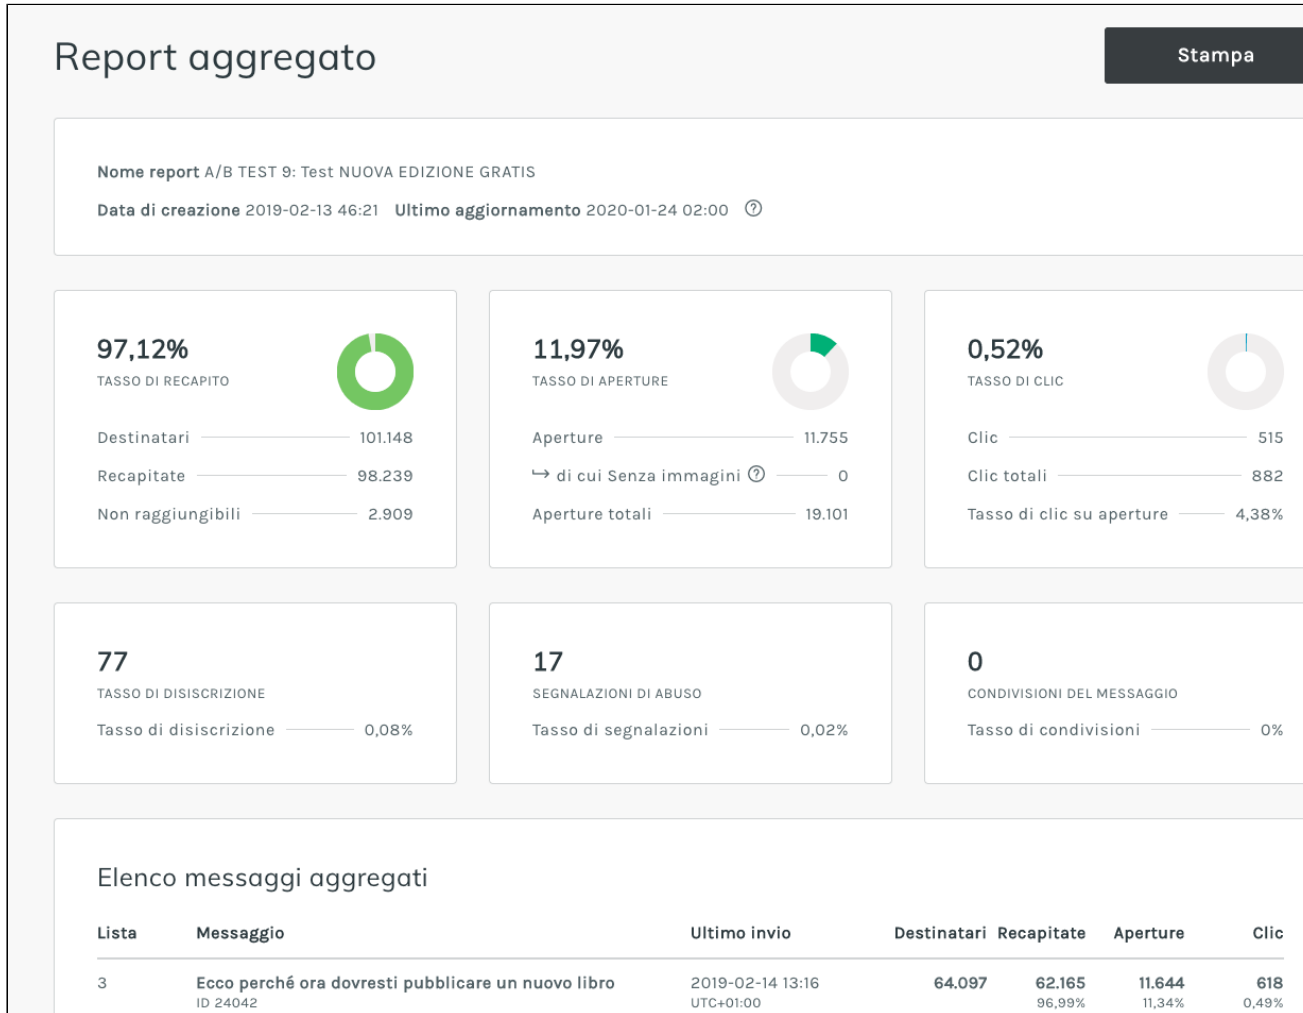 Report aggregato
Stampa
Nome report A/B TEST 9: Test NUOVA EDIZIONE GRATIS
Data di creazione 2019-02-13 46:21 Ultimo aggiornamento 2020-01-24 02:00 ?
97,12%
TASSO DI RECAPITO
Destinatari 101.148
Recapitate 98.239
Non raggiungibili 2.909
11,97%
TASSO DI APERTURE
Aperture 11.755
↪ di cui Senza immagini ? 0
Aperture totali 19.101
0,52%
TASSO DI CLIC
Clic 515
Clic totali 882
Tasso di clic su aperture 4,38%
77
TASSO DI DISISCRIZIONE
Tasso di disiscrizione 0,08%
17
SEGNALAZIONI DI ABUSO
Tasso di segnalazioni 0,02%
0
CONDIVISIONI DEL MESSAGGIO
Tasso di condivisioni 0%
Elenco messaggi aggregati
Lista Messaggio Ultimo invio Destinatari Recapitate Aperture Clic
3 Ecco perché ora dovresti pubblicare un nuovo libro 2019-02-14 13:16 64.097 62.165 11.644 618
ID 24042 UTC+01:00 96,99% 11,34% 0,49%